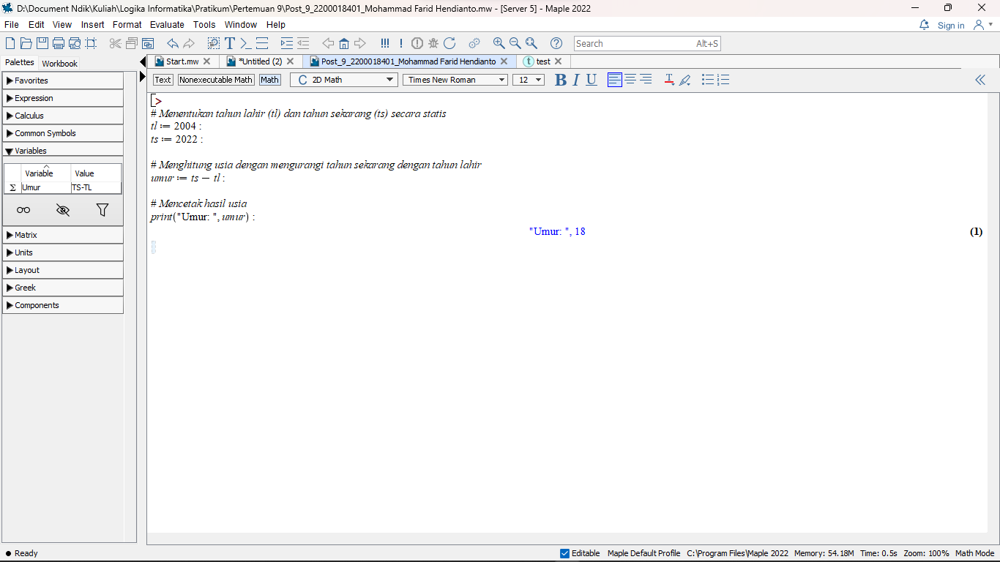 D:\Document Ndik\Kuliah\Logika Informatika\Pratikum\Pertemuan 9\Post_9_2200018401_Mohammad Farid Hendianto.mw - [Server 5] - Maple 2022
File Edit View Insert Format Evaluate Tools Window Help
Sign in
Search Alt+S
Palettes Workbook
Start.mw *Untitled (2) Post_9_2200018401_Mohammad Farid Hendianto test
Text Nonexecutable Math Math C 2D Math Times New Roman 12 B I U
Favorites
Expression
Calculus
Common Symbols
Variables
Variable Value
Σ Umur TS-TL
Matrix
Units
Layout
Greek
Components
>
# Menentukan tahun lahir (tl) dan tahun sekarang (ts) secara statis
tl := 2004 :
ts := 2022 :
# Menghitung usia dengan mengurangi tahun sekarang dengan tahun lahir
umur := ts − tl :
# Mencetak hasil usia
print("Umur: ", umur) :
"Umur: ", 18 (1)
Ready
Editable Maple Default Profile C:\Program Files\Maple 2022 Memory: 54.18M Time: 0.5s Zoom: 100% Math Mode